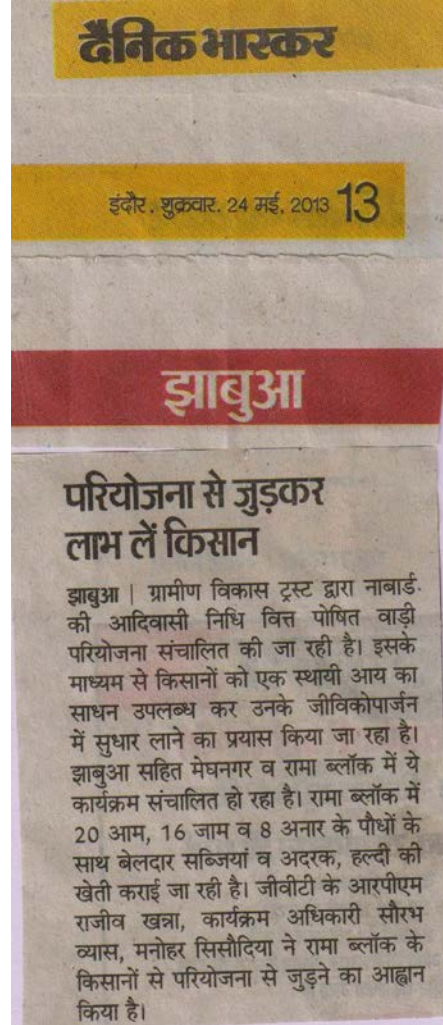 दैनिक भास्कर
इंदौर, शुक्रवार, 24 मई, 2013 13
झाबुआ
परियोजना से जुड़कर
लाभ लें किसान
झाबुआ | ग्रामीण विकास ट्रस्ट द्वारा नाबार्ड
की आदिवासी निधि वित्त पोषित वाड़ी
परियोजना संचालित की जा रही है। इसके
माध्यम से किसानों को एक स्थायी आय का
साधन उपलब्ध कर उनके जीविकोपार्जन
में सुधार लाने का प्रयास किया जा रहा है।
झाबुआ सहित मेघनगर व रामा ब्लॉक में ये
कार्यक्रम संचालित हो रहा है। रामा ब्लॉक में
20 आम, 16 जाम व 8 अनार के पौधों के
साथ बेलदार सब्जियां व अदरक, हल्दी की
खेती कराई जा रही है। जीवीटी के आरपीएम
राजीव खन्ना, कार्यक्रम अधिकारी सौरभ
व्यास, मनोहर सिसौदिया ने रामा ब्लॉक के
किसानों से परियोजना से जुड़ने का आह्वान
किया है।